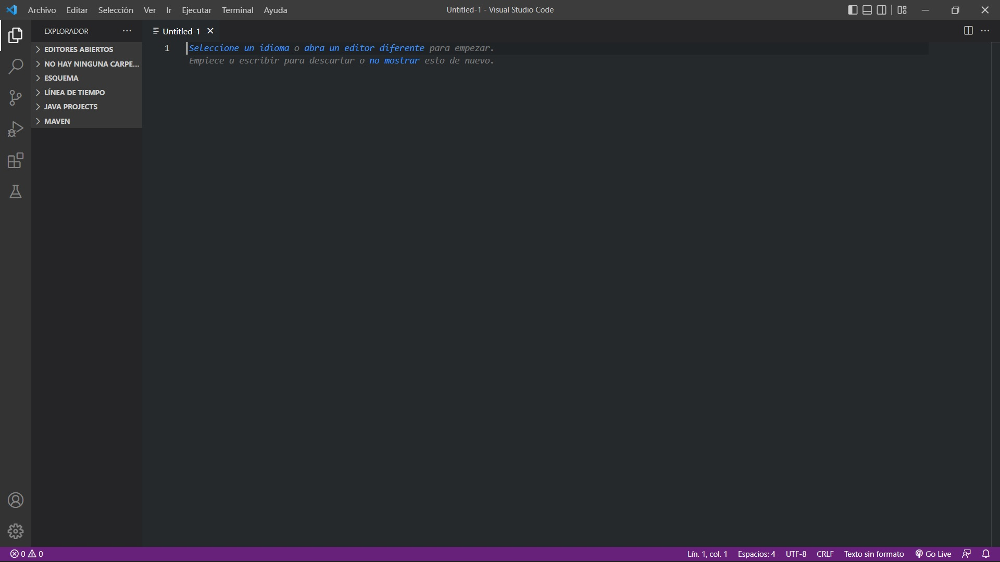 Archivo Editar Selección Ver Ir Ejecutar Terminal Ayuda
Untitled-1 - Visual Studio Code
EXPLORADOR
EDITORES ABIERTOS
NO HAY NINGUNA CARPE...
ESQUEMA
LÍNEA DE TIEMPO
JAVA PROJECTS
MAVEN
Untitled-1
1 Seleccione un idioma o abra un editor diferente para empezar.
Empiece a escribir para descartar o no mostrar esto de nuevo.
0 0
Lín. 1, col. 1 Espacios: 4 UTF-8 CRLF Texto sin formato Go Live